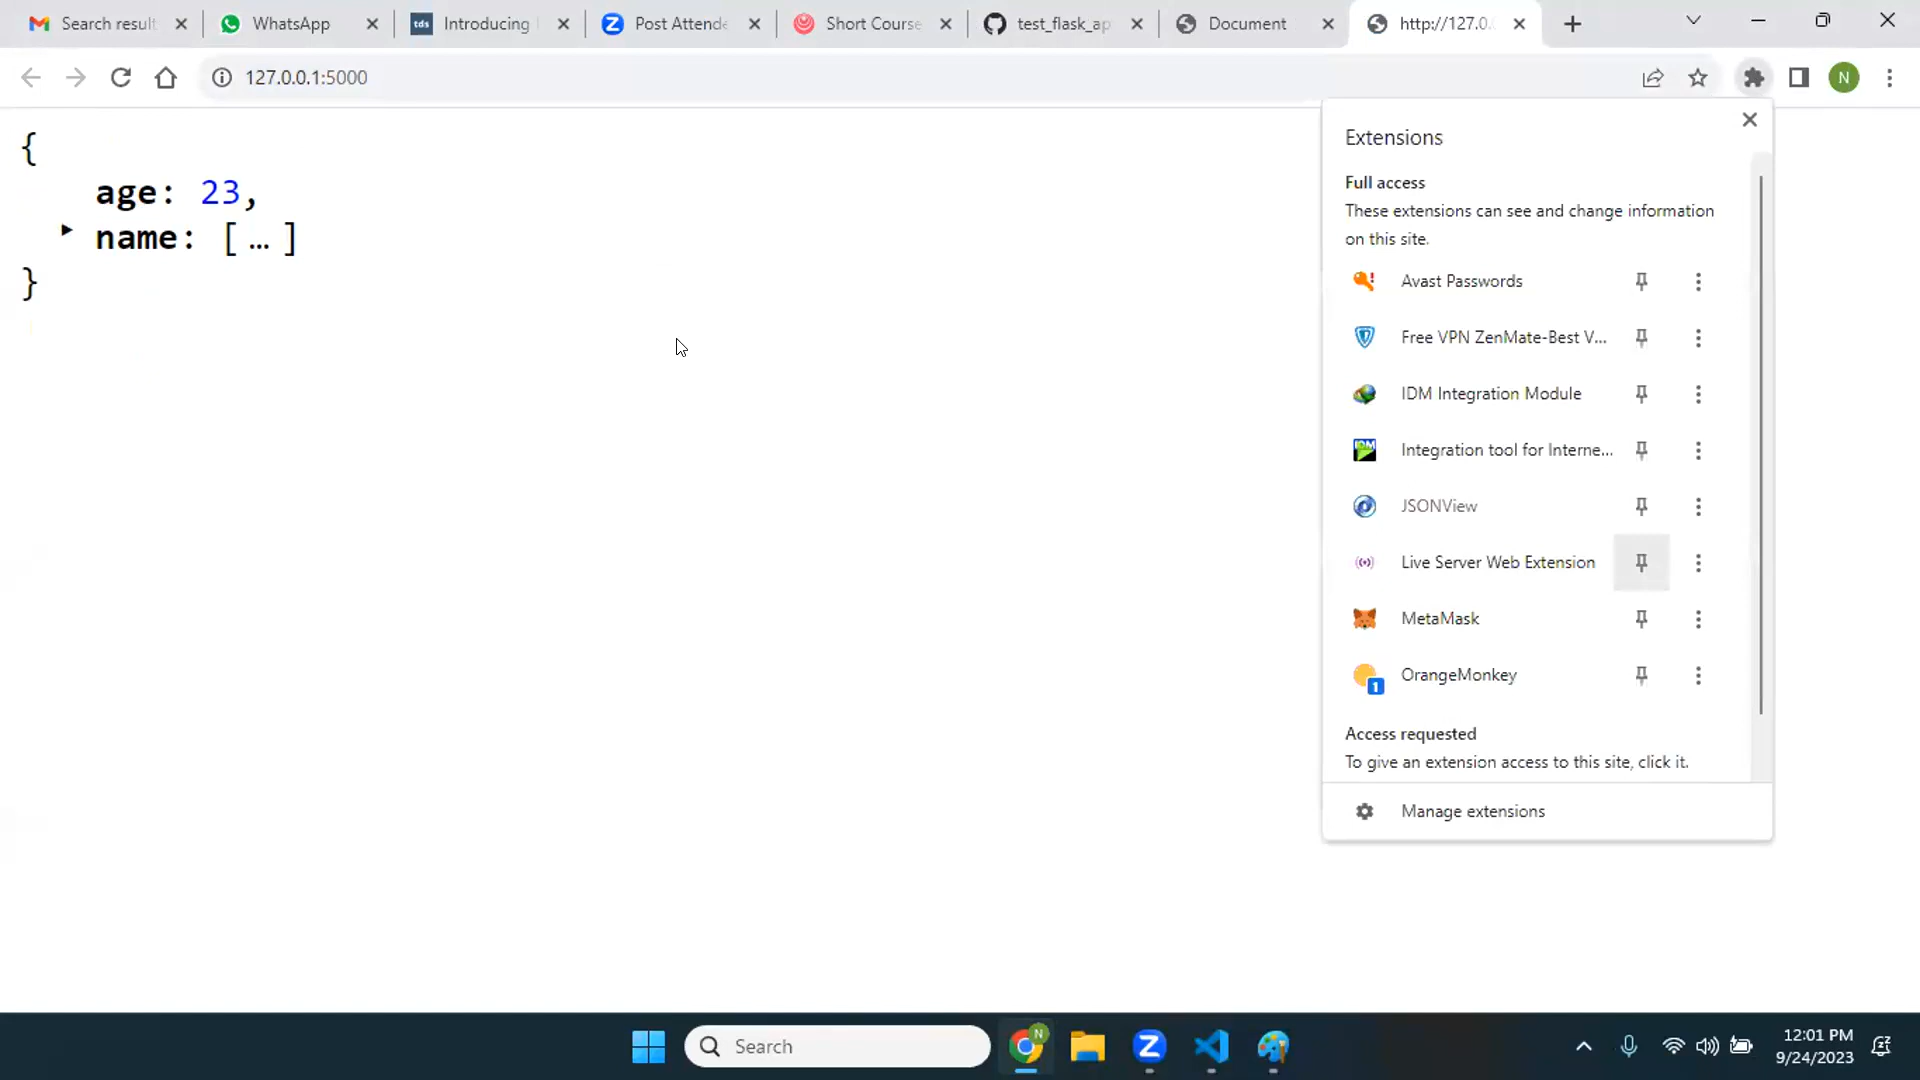 Search result
WhatsApp
tds Introducing
Z Post Attende
Short Course
test_flask_ap
Document
http://127.0.
127.0.0.1:5000
N
{
age: 23,
name: [ … ]
}
Extensions
Full access
These extensions can see and change information
on this site.
Avast Passwords
Free VPN ZenMate-Best V...
IDM Integration Module
Integration tool for Interne...
JSONView
Live Server Web Extension
MetaMask
1 OrangeMonkey
Access requested
To give an extension access to this site, click it.
Manage extensions
Search
N
Z
12:01 PM
9/24/2023